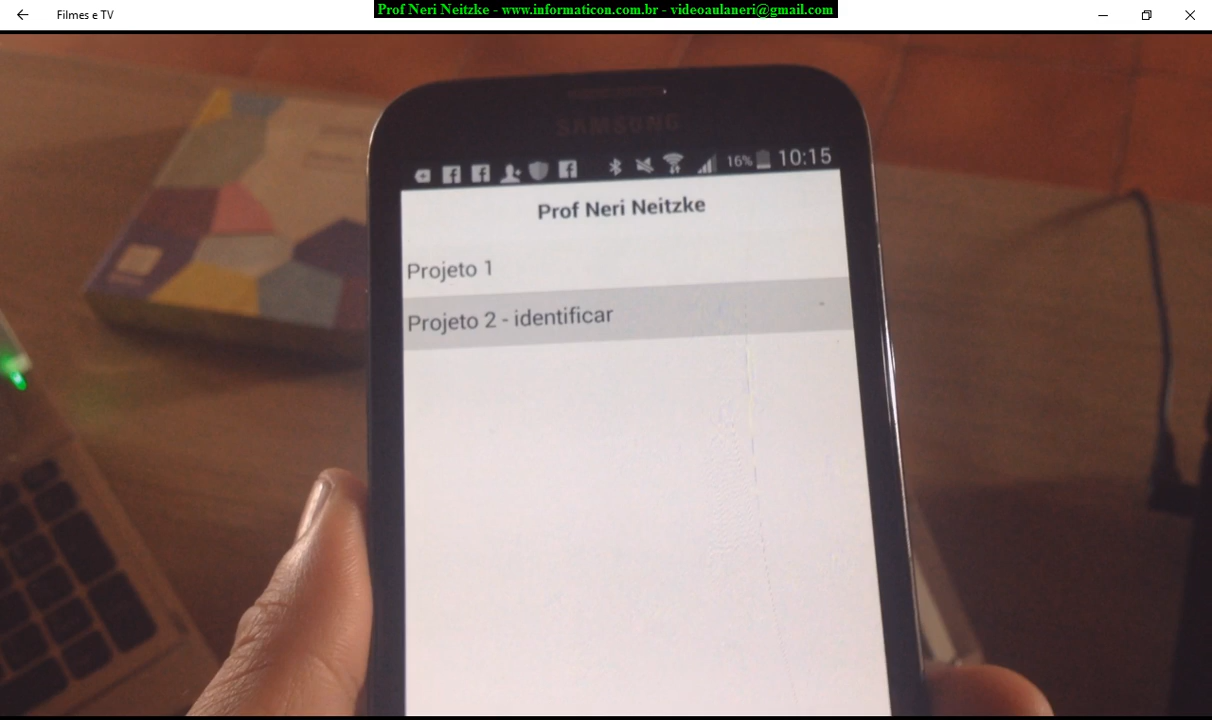 Filmes e TV
Prof Neri Neitzke - www.informaticon.com.br - videoaulaneri@gmail.com
SAMSUNG
16% 10:15
Prof Neri Neitzke
Projeto 1
Projeto 2 - identificar